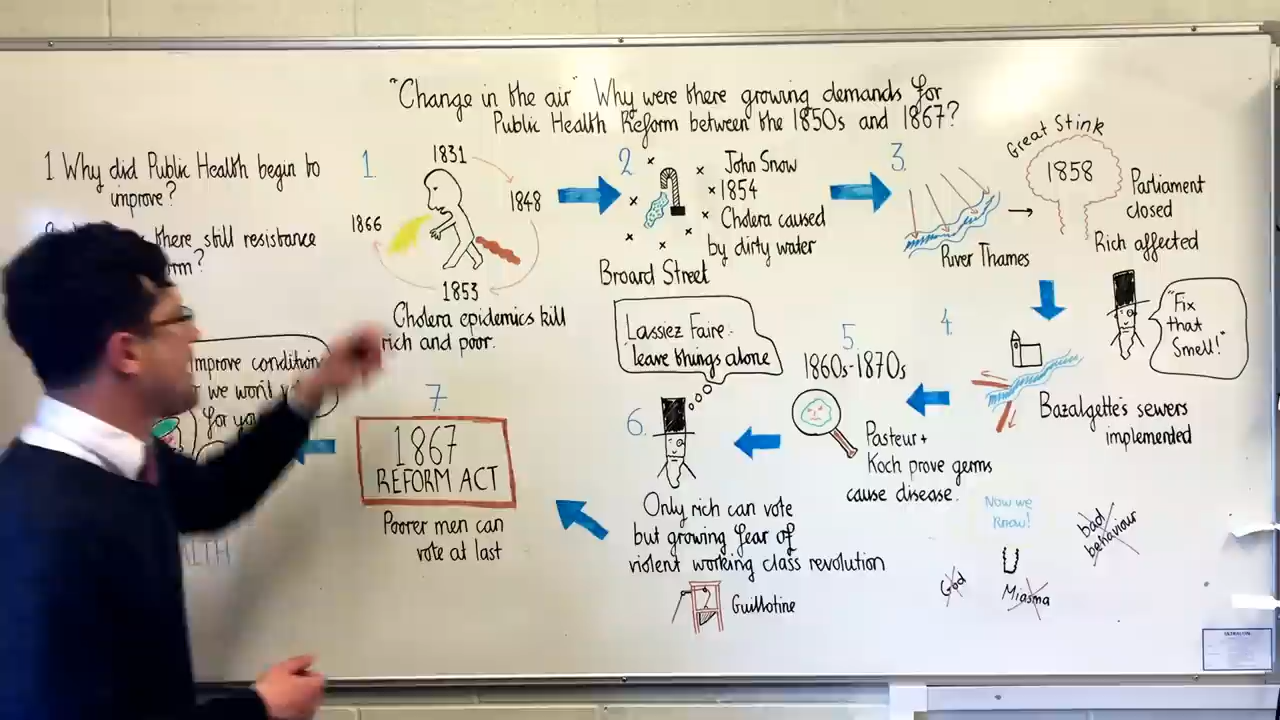 "Change in the air" Why were there growing demands for
Public Health Reform between the 1850s and 1867?
1 Why did Public Health begin to
improve?
there still resistance
1.
1831
1848
1866
1853
Cholera epidemics kill
rich and poor.
2
John Snow
1854
Cholera caused
by dirty water
Broard Street
3.
River Thames
Great Stink
1858
Parliament
closed
Rich affected
"Fix
that
Smell!"
4.
Bazalgette's sewers
implemented
5.
1860s-1870s
Pasteur +
Koch prove germs
cause disease.
Now we
Know!
God
Miasma
bad
behaviour
6.
Lassiez Faire:-
'leave things alone
Only rich can vote
but growing fear of
violent working class revolution
Guillotine
7.
1867
REFORM ACT
Poorer men can
vote at last
improve condition
we won't
for you
ULTRALON